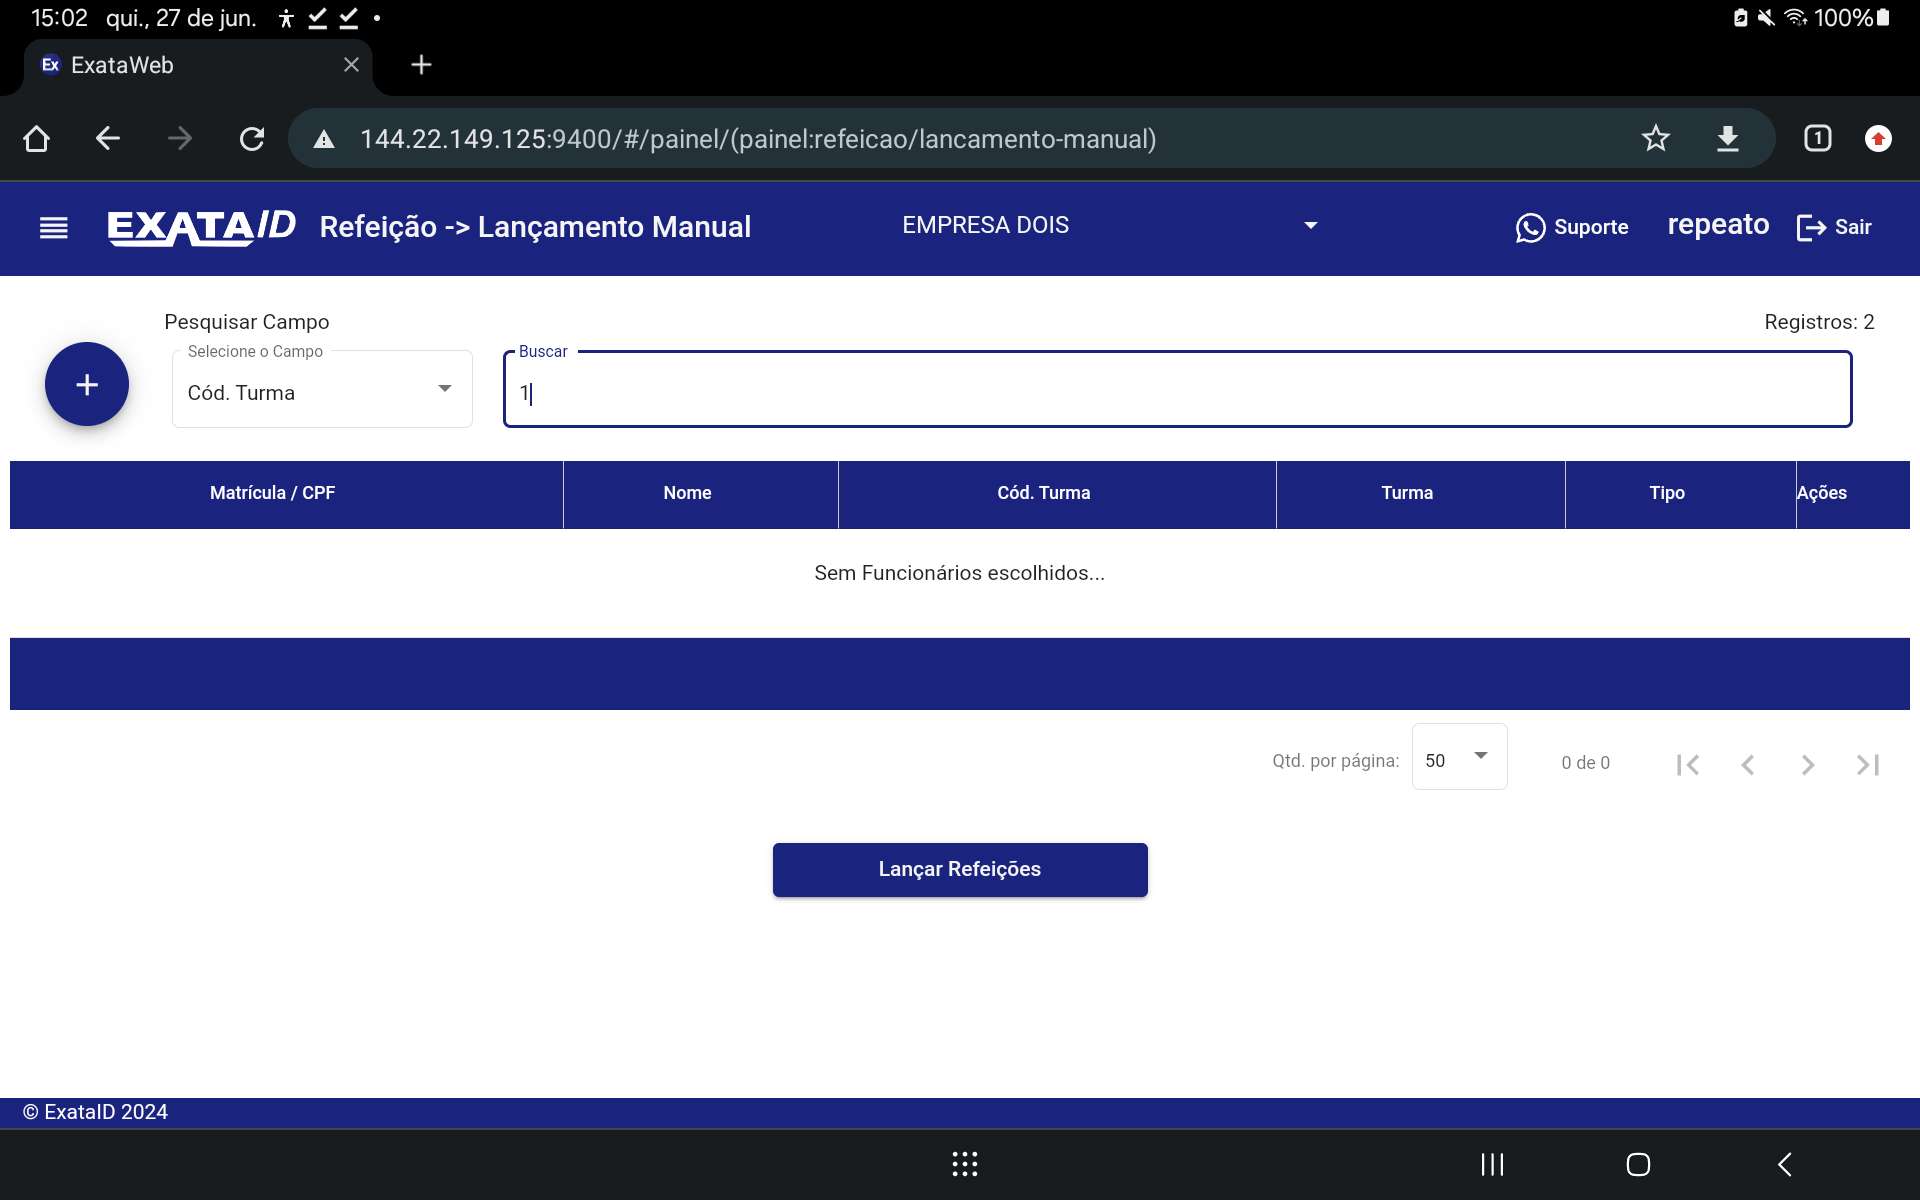 15:02 qui., 27 de jun. 100%
Ex ExataWeb
144.22.149.125:9400/#/painel/(painel:refeicao/lancamento-manual) 1
EXATAID Refeição -> Lançamento Manual EMPRESA DOIS Suporte repeato Sair
Pesquisar Campo Registros: 2
Selecione o Campo Buscar
Cód. Turma 1
Matrícula / CPF Nome Cód. Turma Turma Tipo Ações
Sem Funcionários escolhidos...
Qtd. por página: 50 0 de 0
Lançar Refeições
© ExataID 2024